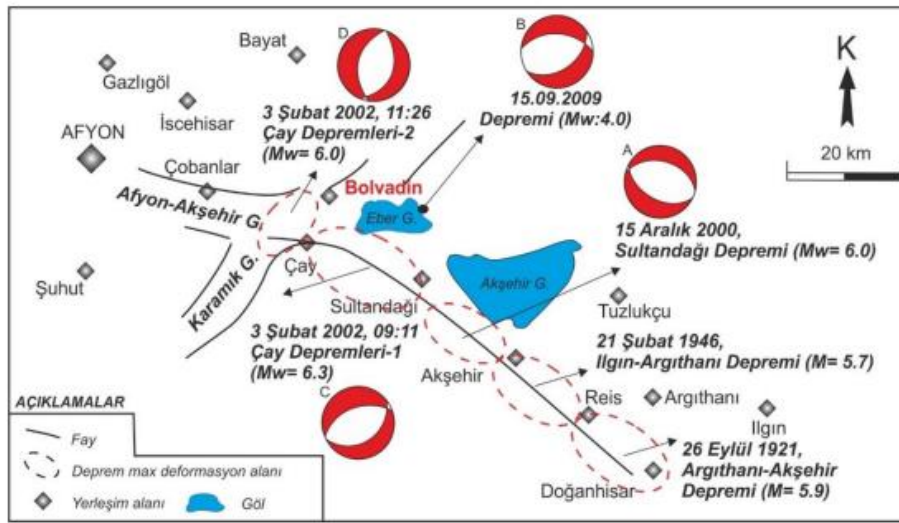 D
B
Bayat
K
Gazlıgöl
15.09.2009
Depremi (Mw:4.0)
3 Şubat 2002, 11:26
Çay Depremleri-2
(Mw= 6.0)
İscehisar
AFYON
A
20 km
Çobanlar
Bolvadin
Eber G.
Afyon-Akşehir G.
15 Aralık 2000,
Sultandağı Depremi (Mw= 6.0)
Çay
Karamık G.
Şuhut
Akşehir G.
Sultandağı
Tuzlukçu
3 Şubat 2002, 09:11
Çay Depremleri-1
(Mw= 6.3)
21 Şubat 1946,
Ilgın-Argıthanı Depremi (M= 5.7)
Akşehir
C
Reis
Argıthanı
Ilgın
AÇIKLAMALAR
Fay
Deprem max deformasyon alanı
Yerleşim alanı
Göl
26 Eylül 1921,
Argıthanı-Akşehir
Depremi (M= 5.9)
Doğanhisar